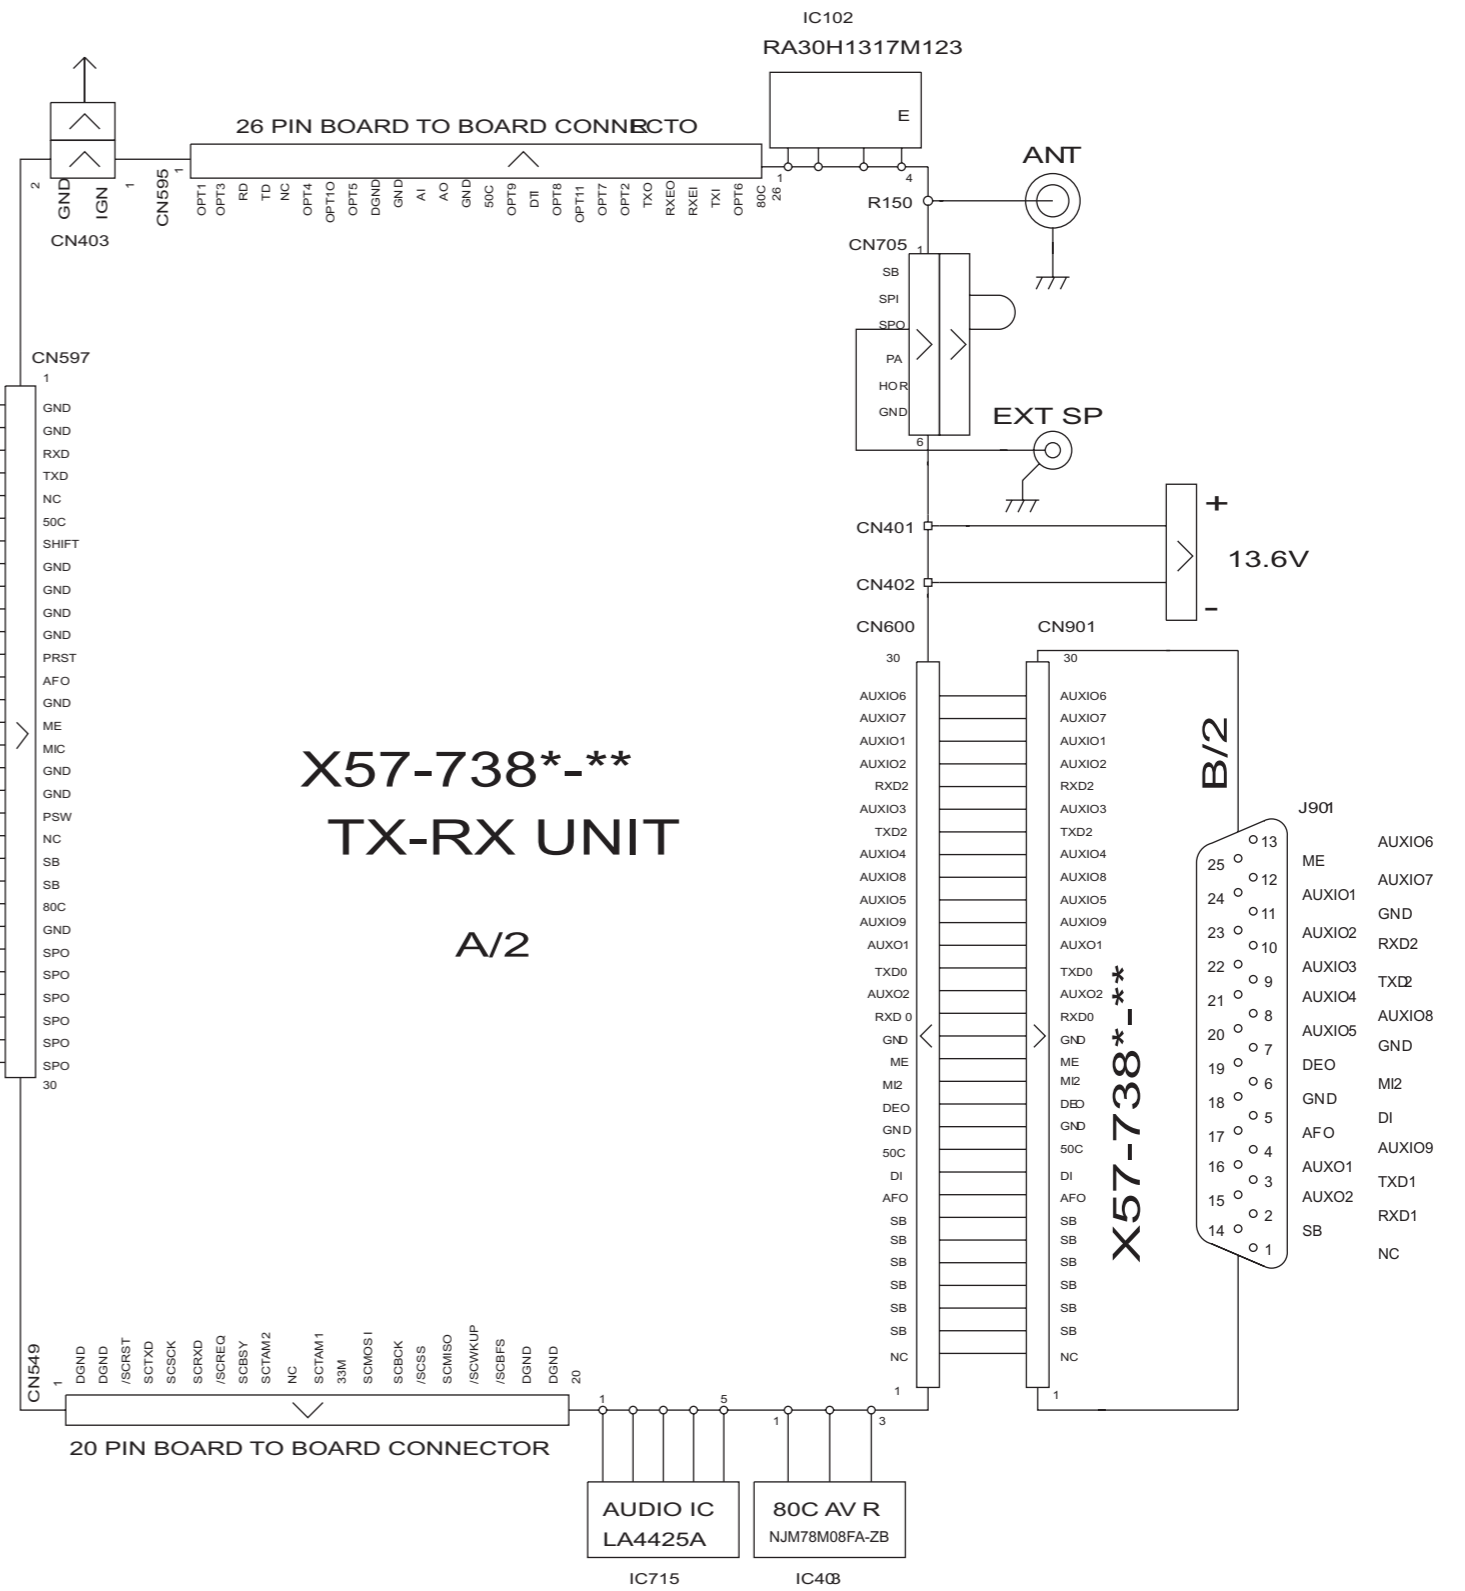 IC102
RA30H1317M123
E
1
4
26 PIN BOARD TO BOARD CONNECTO
2
GND
IGN
1
CN403
CN595
1
OPT1
OPT3
RD
TD
NC
OPT4
OPT10
OPT5
DGND
GND
AI
AO
GND
50C
OPT9
DTI
OPT8
OPT11
OPT7
OPT2
TXO
RXEO
RXEI
TXI
OPT6
80C
26
ANT
R150
CN705
1
SB
SPI
SPO
PA
HOR
GND
6
EXT SP
CN401
CN402
+
13.6V
-
CN597
1
GND
GND
RXD
TXD
NC
50C
SHIFT
GND
GND
GND
GND
PRST
AFO
GND
ME
MIC
GND
GND
PSW
NC
SB
SB
80C
GND
SPO
SPO
SPO
SPO
SPO
SPO
30
X57-738*-**
TX-RX UNIT
A/2
CN600
30
AUXIO6
AUXIO7
AUXIO1
AUXIO2
RXD2
AUXIO3
TXD2
AUXIO4
AUXIO8
AUXIO5
AUXIO9
AUXO1
TXD0
AUXO2
RXD 0
GND
ME
MI2
DEO
GND
50C
DI
AFO
SB
SB
SB
SB
SB
SB
NC
1
CN901
30
AUXIO6
AUXIO7
AUXIO1
AUXIO2
RXD2
AUXIO3
TXD2
AUXIO4
AUXIO8
AUXIO5
AUXIO9
AUXO1
TXD0
AUXO2
RXD0
GND
ME
MI2
DEO
GND
50C
DI
AFO
SB
SB
SB
SB
SB
SB
NC
1
X57-738*-**
B/2
J901
13 AUXIO6
25 ME
12 AUXIO7
24 AUXIO1
11 GND
23 AUXIO2
10 RXD2
22 AUXIO3
9 TXD2
21 AUXIO4
8 AUXIO8
20 AUXIO5
7 GND
19 DEO
6 MI2
18 GND
5 DI
17 AFO
4 AUXIO9
16 AUXO1
3 TXD1
15 AUXO2
2 RXD1
14 SB
1 NC
CN549
1
DGND
DGND
/SCRST
SCTXD
SCSCK
SCRXD
/SCREQ
SCBSY
SCTAM2
NC
SCTAM1
33M
SCMOSI
SCBCK
/SCSS
SCMISO
/SCWKUP
/SCBFS
DGND
DGND
20
20 PIN BOARD TO BOARD CONNECTOR
1
5
AUDIO IC
LA4425A
IC715
1
3
80C AV R
NJM78M08FA-ZB
IC403